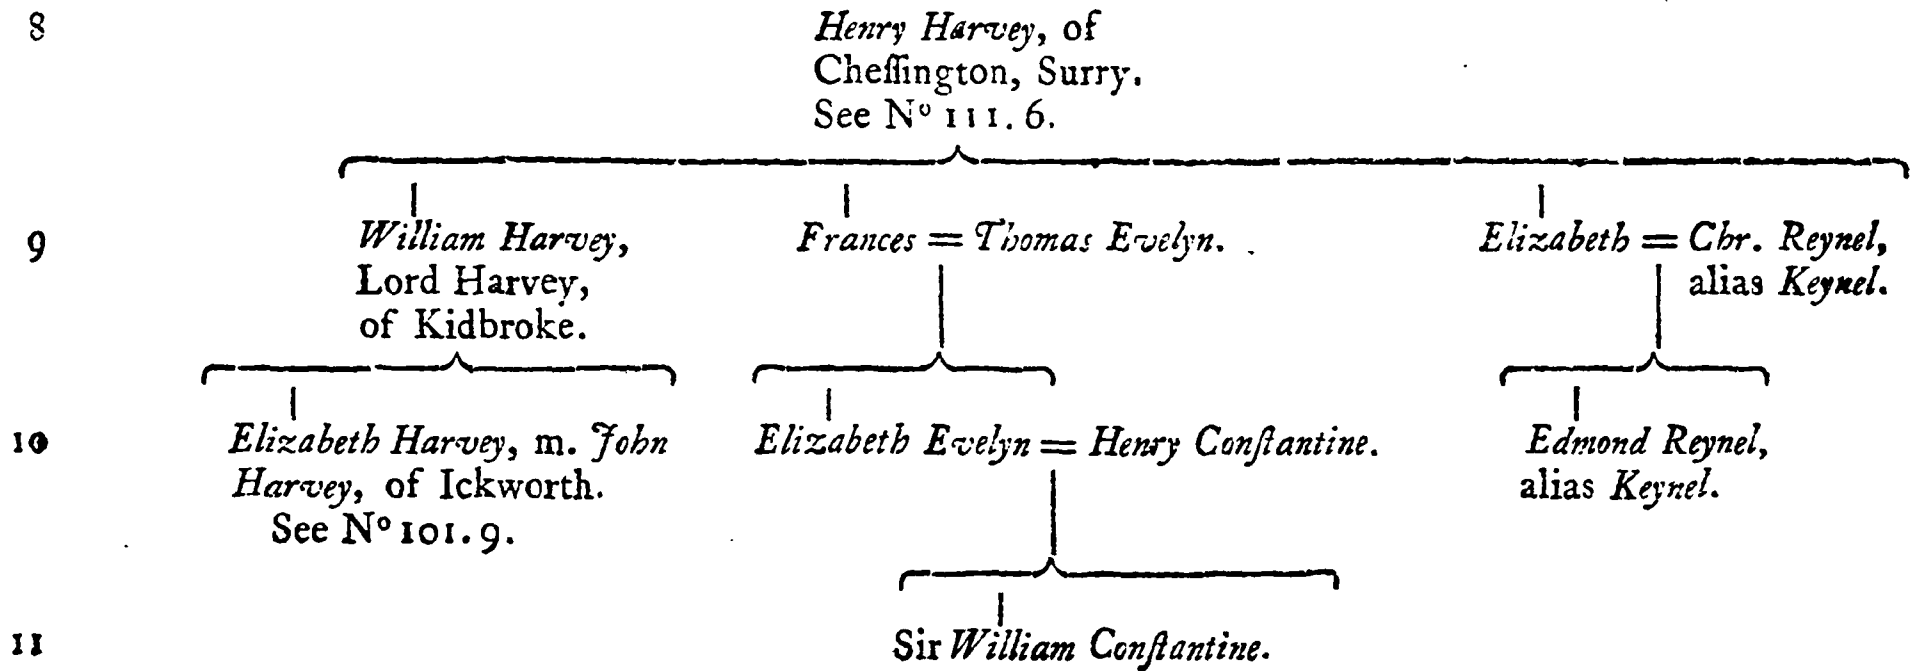 8
Henry Harvey, of
Cheſſington, Surry.
See Nº 111. 6.
9
William Harvey,
Lord Harvey,
of Kidbroke.
Frances = Thomas Evelyn.
Elizabeth = Chr. Reynel,
alias Keynel.
10
Elizabeth Harvey, m. John
Harvey, of Ickworth.
See Nº 101. 9.
Elizabeth Evelyn = Henry Conſtantine.
Edmond Reynel,
alias Keynel.
11
Sir William Conſtantine.